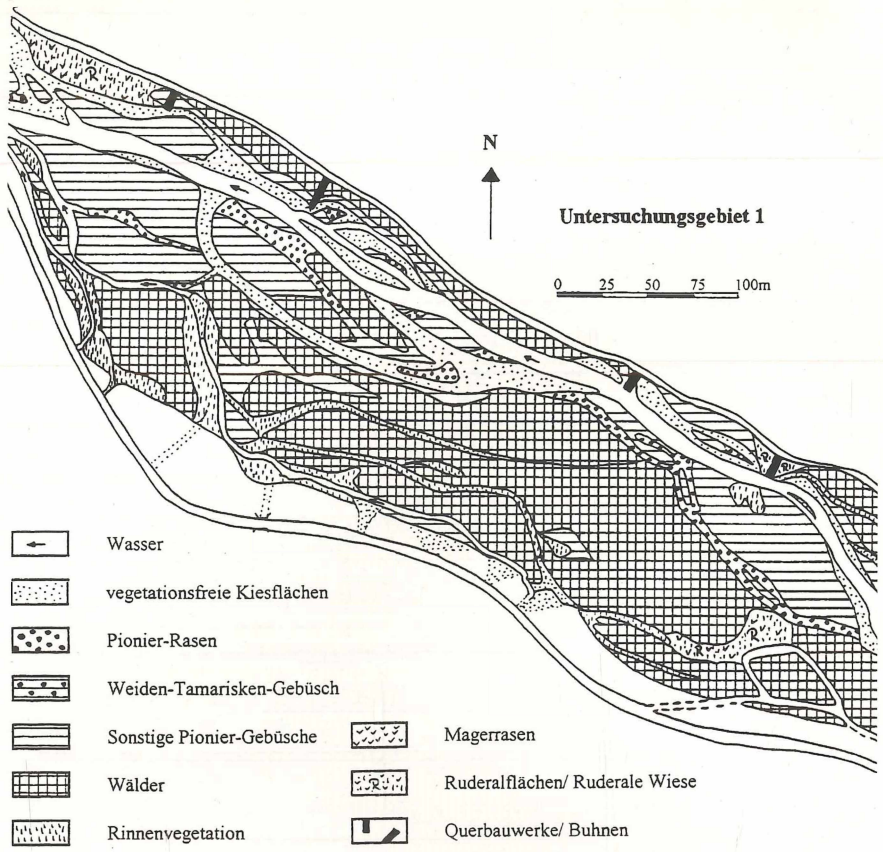 R
N
Untersuchungsgebiet 1
0 25 50 75 100m
R
R
R
R
Wasser
vegetationsfreie Kiesflächen
Pionier-Rasen
Weiden-Tamarisken-Gebüsch
Sonstige Pionier-Gebüsche
Magerrasen
Wälder
R
Ruderalflächen/ Ruderale Wiese
Rinnenvegetation
Querbauwerke/ Buhnen